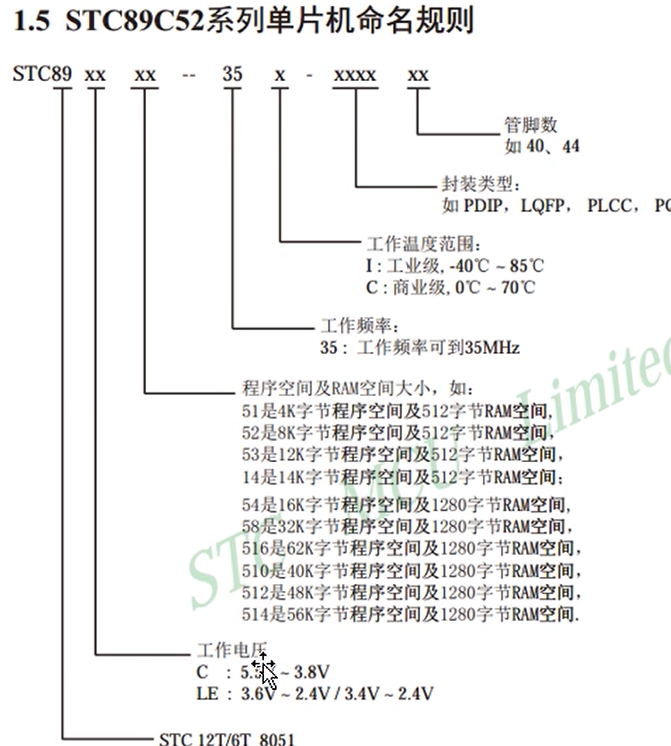 1.5 STC89C52系列单片机命名规则
STC89 xx xx -- 35 x - xxxx xx
管脚数
如 40、44
封装类型：
如 PDIP，LQFP， PLCC，
工作温度范围：
I : 工业级, -40℃ ~ 85℃
C : 商业级, 0℃ ~ 70℃
工作频率：
35 : 工作频率可到35MHz
程序空间及RAM空间大小，如：
51是4K字节程序空间及512字节RAM空间，
52是8K字节程序空间及512字节RAM空间，
53是12K字节程序空间及512字节RAM空间，
14是14K字节程序空间及512字节RAM空间；
54是16K字节程序空间及1280字节RAM空间，
58是32K字节程序空间及1280字节RAM空间，
516是62K字节程序空间及1280字节RAM空间，
510是40K字节程序空间及1280字节RAM空间，
512是48K字节程序空间及1280字节RAM空间，
514是56K字节程序空间及1280字节RAM空间.
工作电压
C : ~ 3.8V
LE : 3.6V ~ 2.4V / 3.4V ~ 2.4V
STC 12T/6T 8051
STC MCU Limited